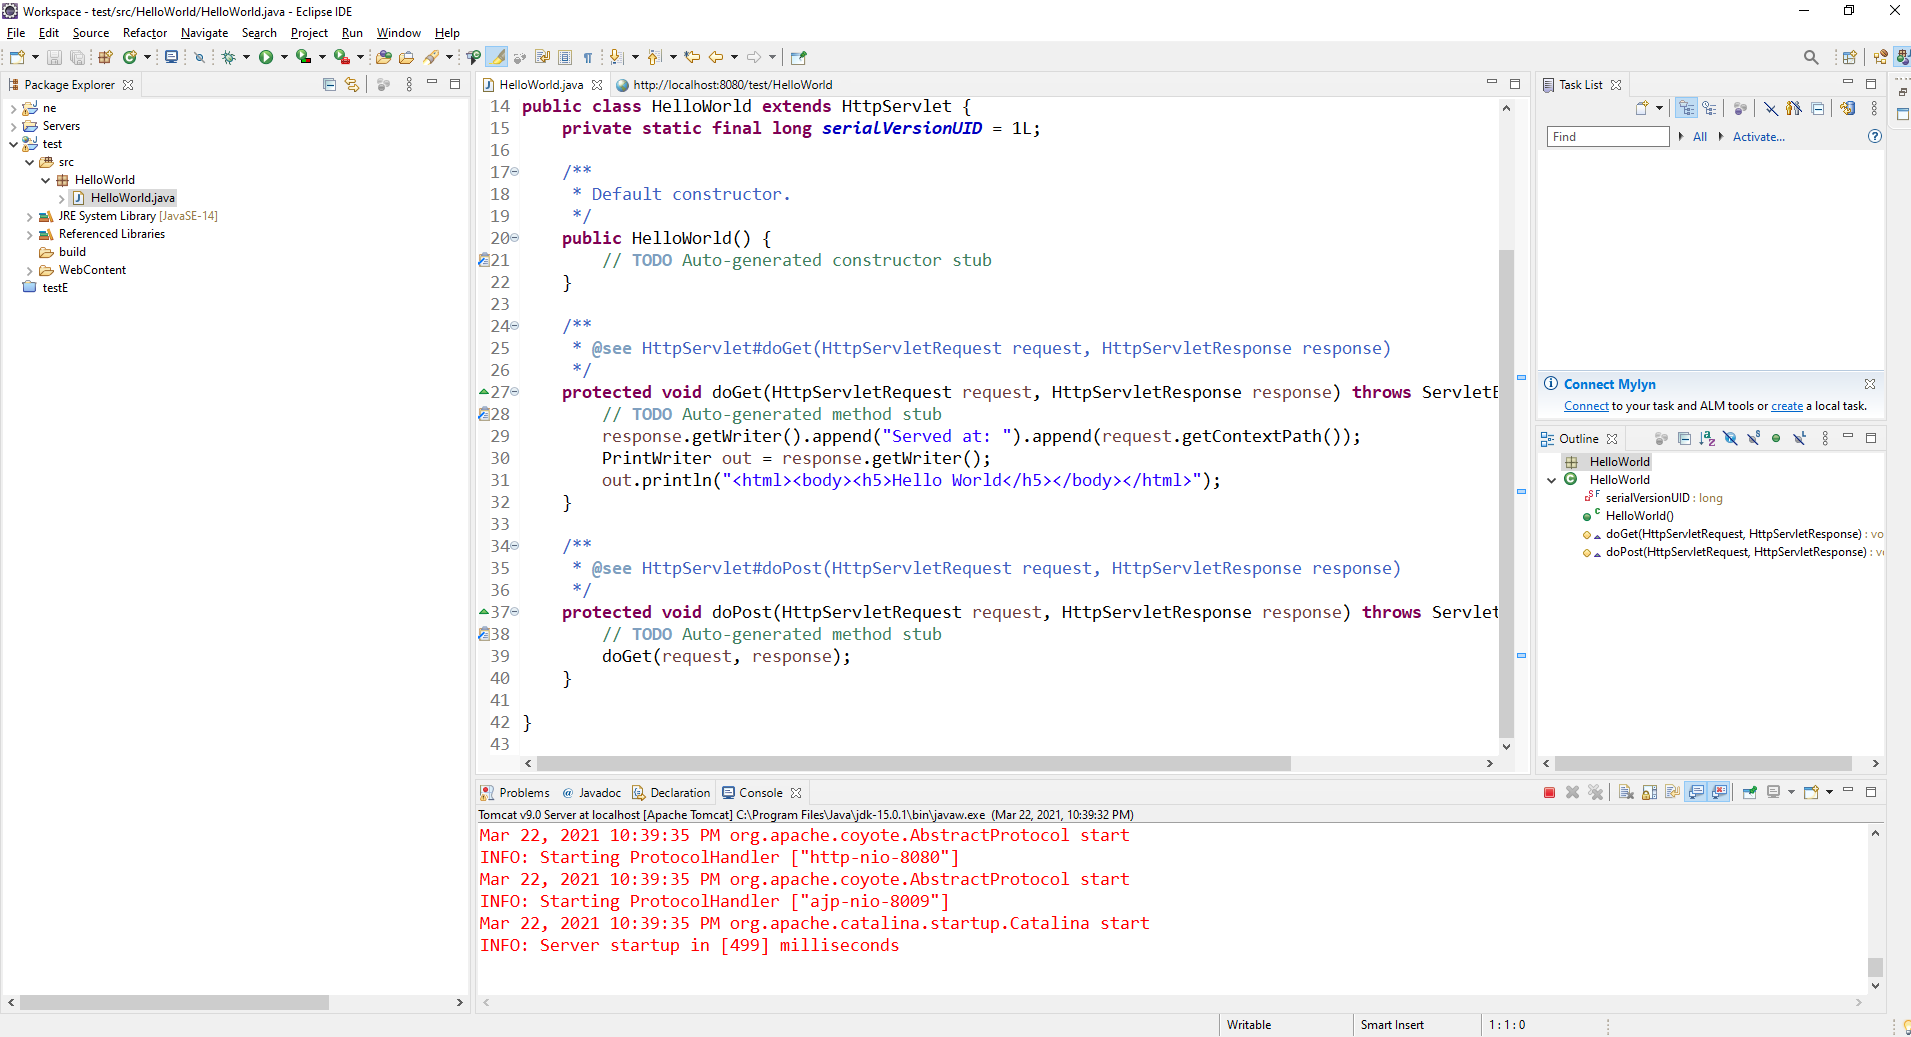 Workspace - test/src/HelloWorld/HelloWorld.java - Eclipse IDE
File Edit Source Refactor Navigate Search Project Run Window Help
Package Explorer
ne
Servers
test
src
HelloWorld
HelloWorld.java
JRE System Library [JavaSE-14]
Referenced Libraries
build
WebContent
testE
HelloWorld.java http://localhost:8080/test/HelloWorld
14 public class HelloWorld extends HttpServlet {
15 private static final long serialVersionUID = 1L;
16
17 /**
18 * Default constructor.
19 */
20 public HelloWorld() {
21 // TODO Auto-generated constructor stub
22 }
23
24 /**
25 * @see HttpServlet#doGet(HttpServletRequest request, HttpServletResponse response)
26 */
27 protected void doGet(HttpServletRequest request, HttpServletResponse response) throws ServletE
28 // TODO Auto-generated method stub
29 response.getWriter().append("Served at: ").append(request.getContextPath());
30 PrintWriter out = response.getWriter();
31 out.println("<html><body><h5>Hello World</h5></body></html>");
32 }
33
34 /**
35 * @see HttpServlet#doPost(HttpServletRequest request, HttpServletResponse response)
36 */
37 protected void doPost(HttpServletRequest request, HttpServletResponse response) throws Servlet
38 // TODO Auto-generated method stub
39 doGet(request, response);
40 }
41
42 }
43
Task List
Find All Activate...
Connect Mylyn
Connect to your task and ALM tools or create a local task.
Outline
HelloWorld
HelloWorld
serialVersionUID : long
HelloWorld()
doGet(HttpServletRequest, HttpServletResponse) : vo
doPost(HttpServletRequest, HttpServletResponse) : v
Problems @ Javadoc Declaration Console
Tomcat v9.0 Server at localhost [Apache Tomcat] C:\Program Files\Java\jdk-15.0.1\bin\javaw.exe (Mar 22, 2021, 10:39:32 PM)
Mar 22, 2021 10:39:35 PM org.apache.coyote.AbstractProtocol start
INFO: Starting ProtocolHandler ["http-nio-8080"]
Mar 22, 2021 10:39:35 PM org.apache.coyote.AbstractProtocol start
INFO: Starting ProtocolHandler ["ajp-nio-8009"]
Mar 22, 2021 10:39:35 PM org.apache.catalina.startup.Catalina start
INFO: Server startup in [499] milliseconds
Writable Smart Insert 1 : 1 : 0